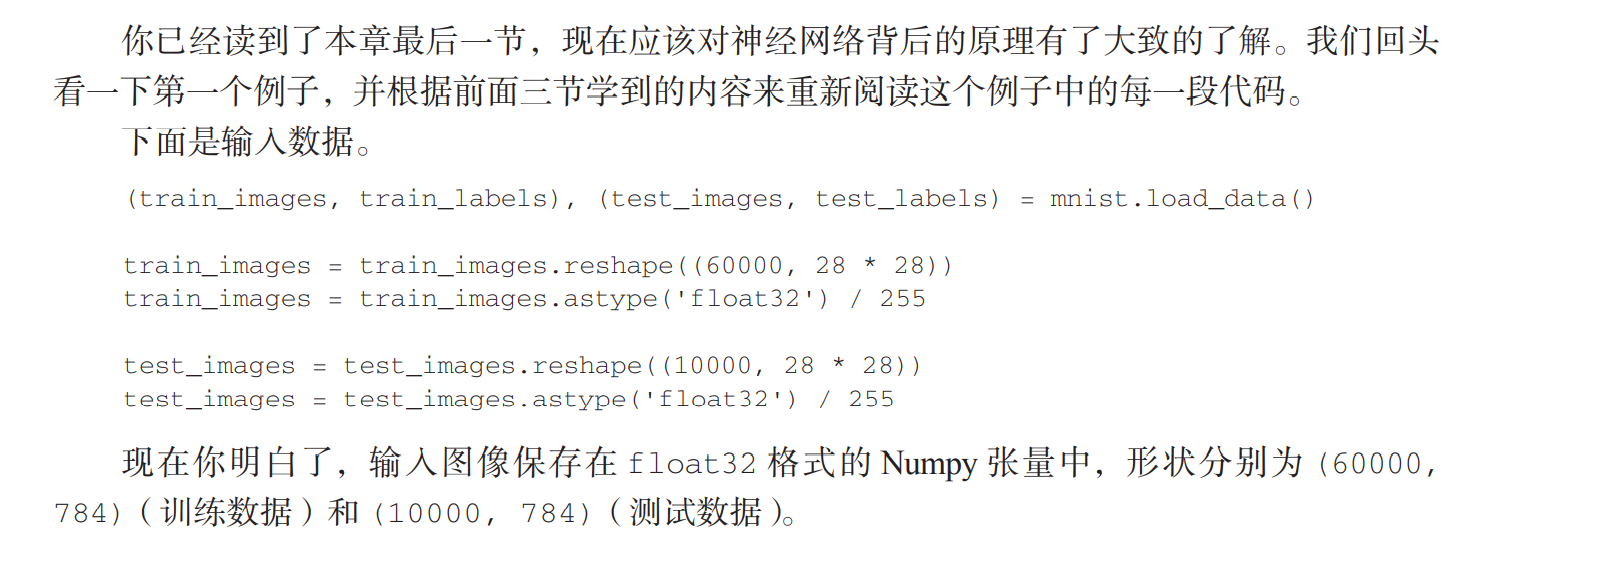 你已经读到了本章最后一节，现在应该对神经网络背后的原理有了大致的了解。我们回头
看一下第一个例子，并根据前面三节学到的内容来重新阅读这个例子中的每一段代码。
下面是输入数据。
(train_images, train_labels), (test_images, test_labels) = mnist.load_data()
train_images = train_images.reshape((60000, 28 * 28))
train_images = train_images.astype('float32') / 255
test_images = test_images.reshape((10000, 28 * 28))
test_images = test_images.astype('float32') / 255
现在你明白了，输入图像保存在 float32 格式的 Numpy 张量中，形状分别为 (60000,
784)（训练数据）和 (10000, 784)（测试数据）。